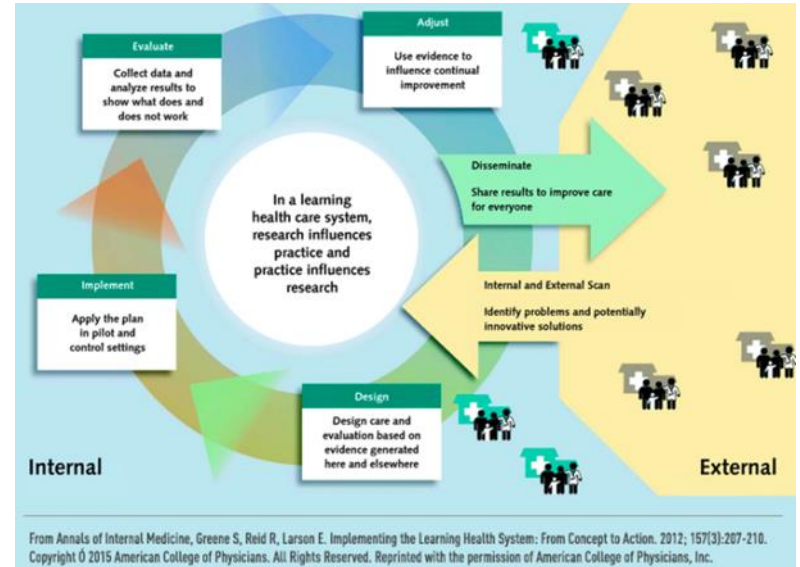 Evaluate
Collect data and
analyze results to
show what does and
does not work
Adjust
Use evidence to
influence continual
improvement
Disseminate
Share results to improve care
for everyone
In a learning
health care system,
research influences
practice and
practice influences
research
Internal and External Scan
Identify problems and potentially
innovative solutions
Implement
Apply the plan
in pilot and
control settings
Design
Design care and
evaluation based on
evidence generated
here and elsewhere
Internal
External
From Annals of Internal Medicine, Greene S, Reid R, Larson E. Implementing the Learning Health System: From Concept to Action. 2012; 157(3):207-210.
Copyright Ó 2015 American College of Physicians. All Rights Reserved. Reprinted with the permission of American College of Physicians, Inc.